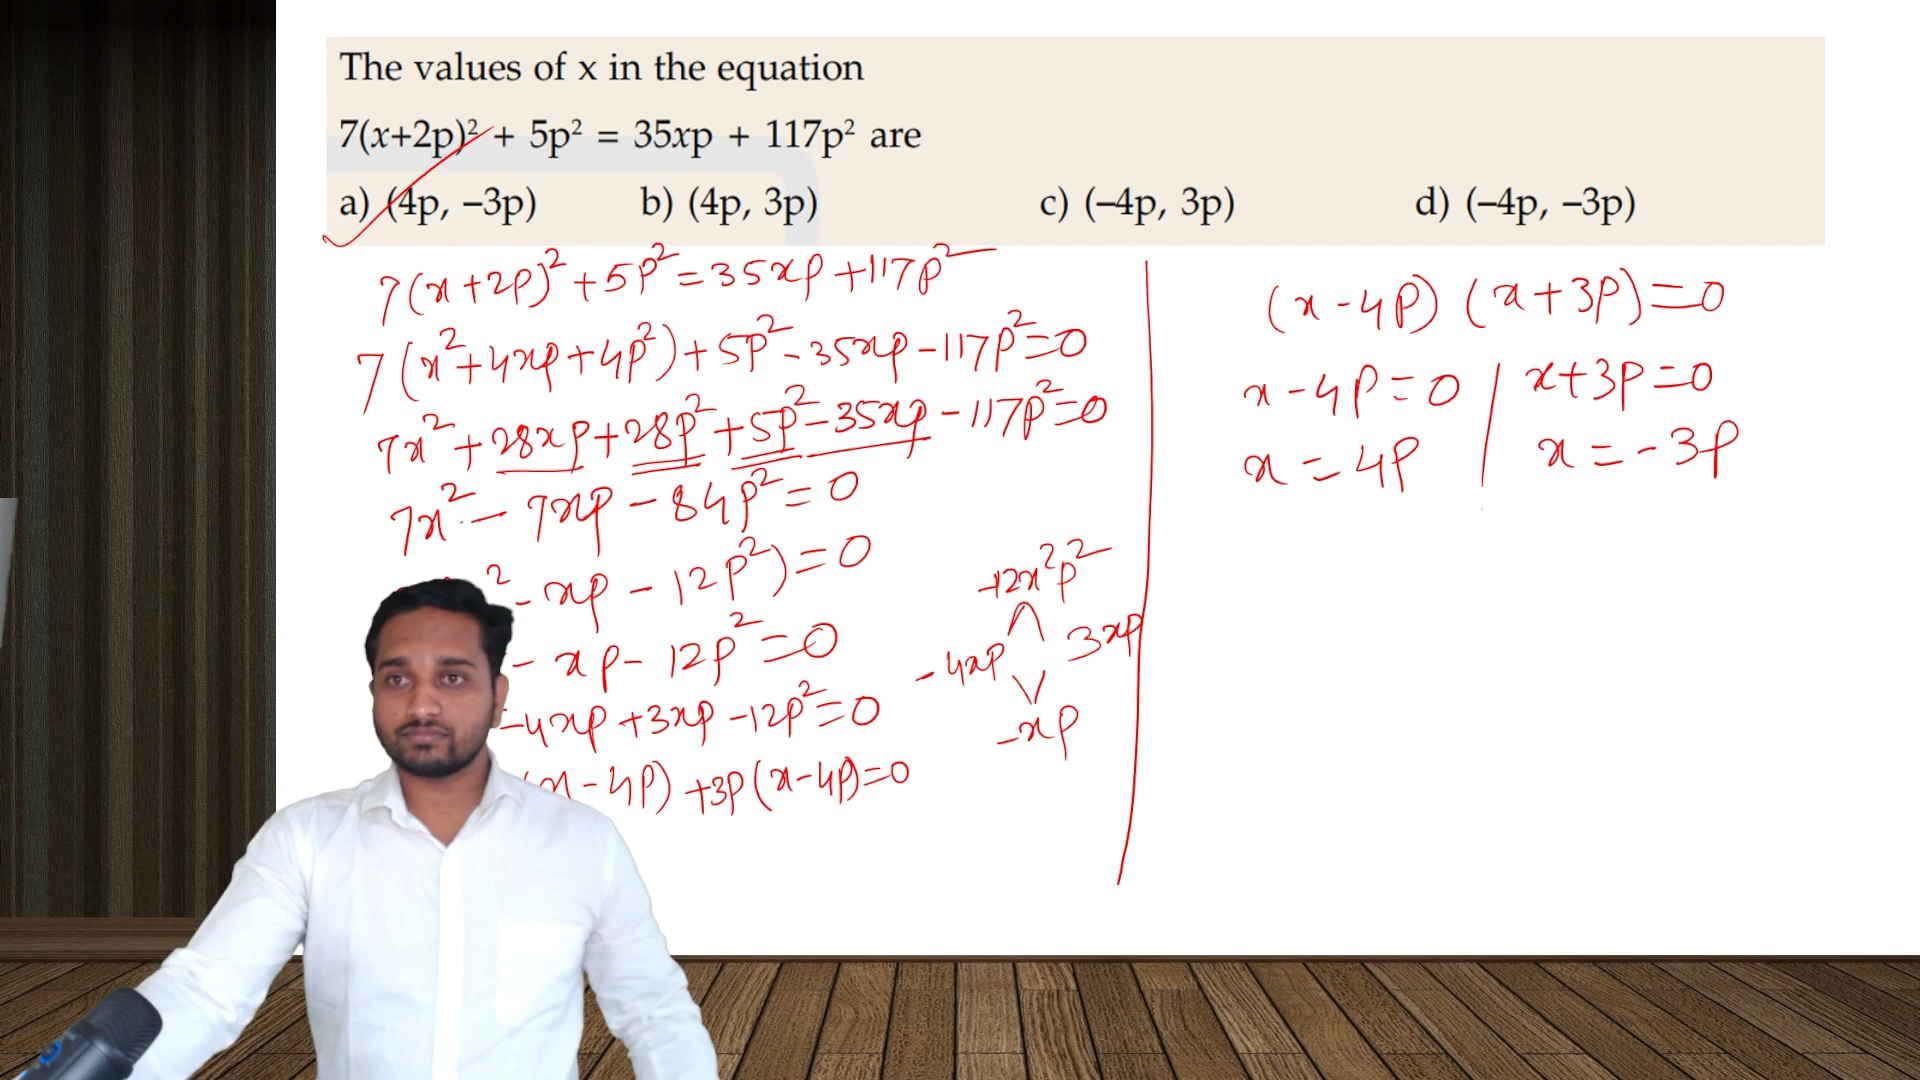 The values of x in the equation
7(x+2p)² + 5p² = 35xp + 117p² are
a) (4p, –3p) b) (4p, 3p) c) (–4p, 3p) d) (–4p, –3p)
7(x+2p)²+5p²=35xp+117p²
7(x²+4xp+4p²)+5p²-35xp-117p²=0
7x²+28xp+28p²+5p²-35xp-117p²=0
7x²-7xp-84p²=0
²-xp-12p²)=0
-xp-12p²=0
-4xp+3xp-12p²=0
(x-4p)+3p(x-4p)=0
-12x²p²
-4xp 3xp
-xp
(x-4p) (x+3p)=0
x-4p=0 / x+3p=0
x=4p x=-3p